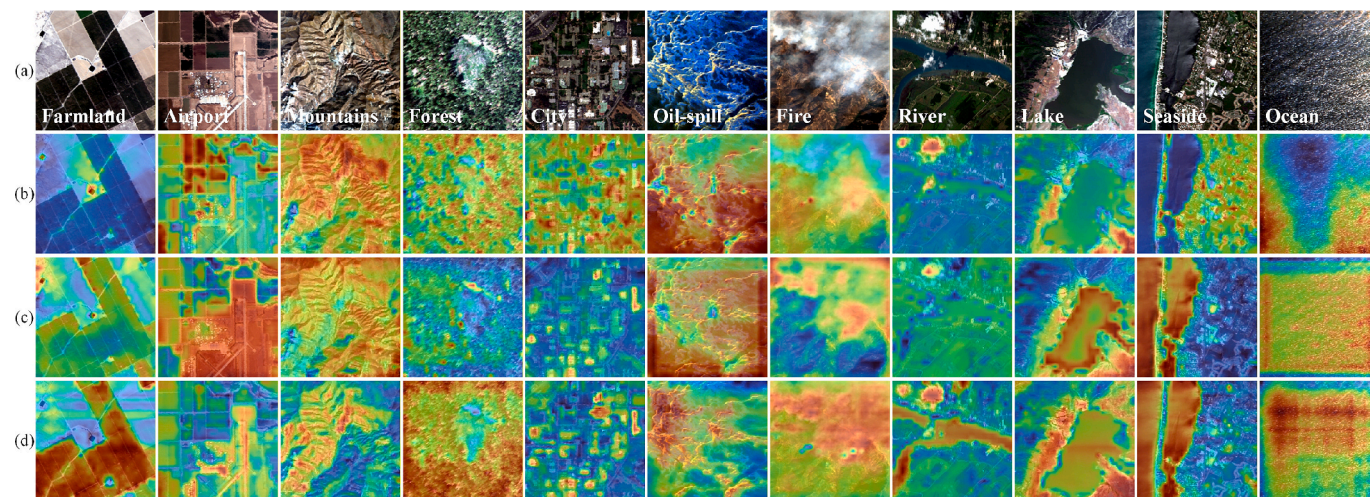 (a)
Farmland Airport Mountains Forest City Oil-spill Fire River Lake Seaside Ocean
(b)
(c)
(d)